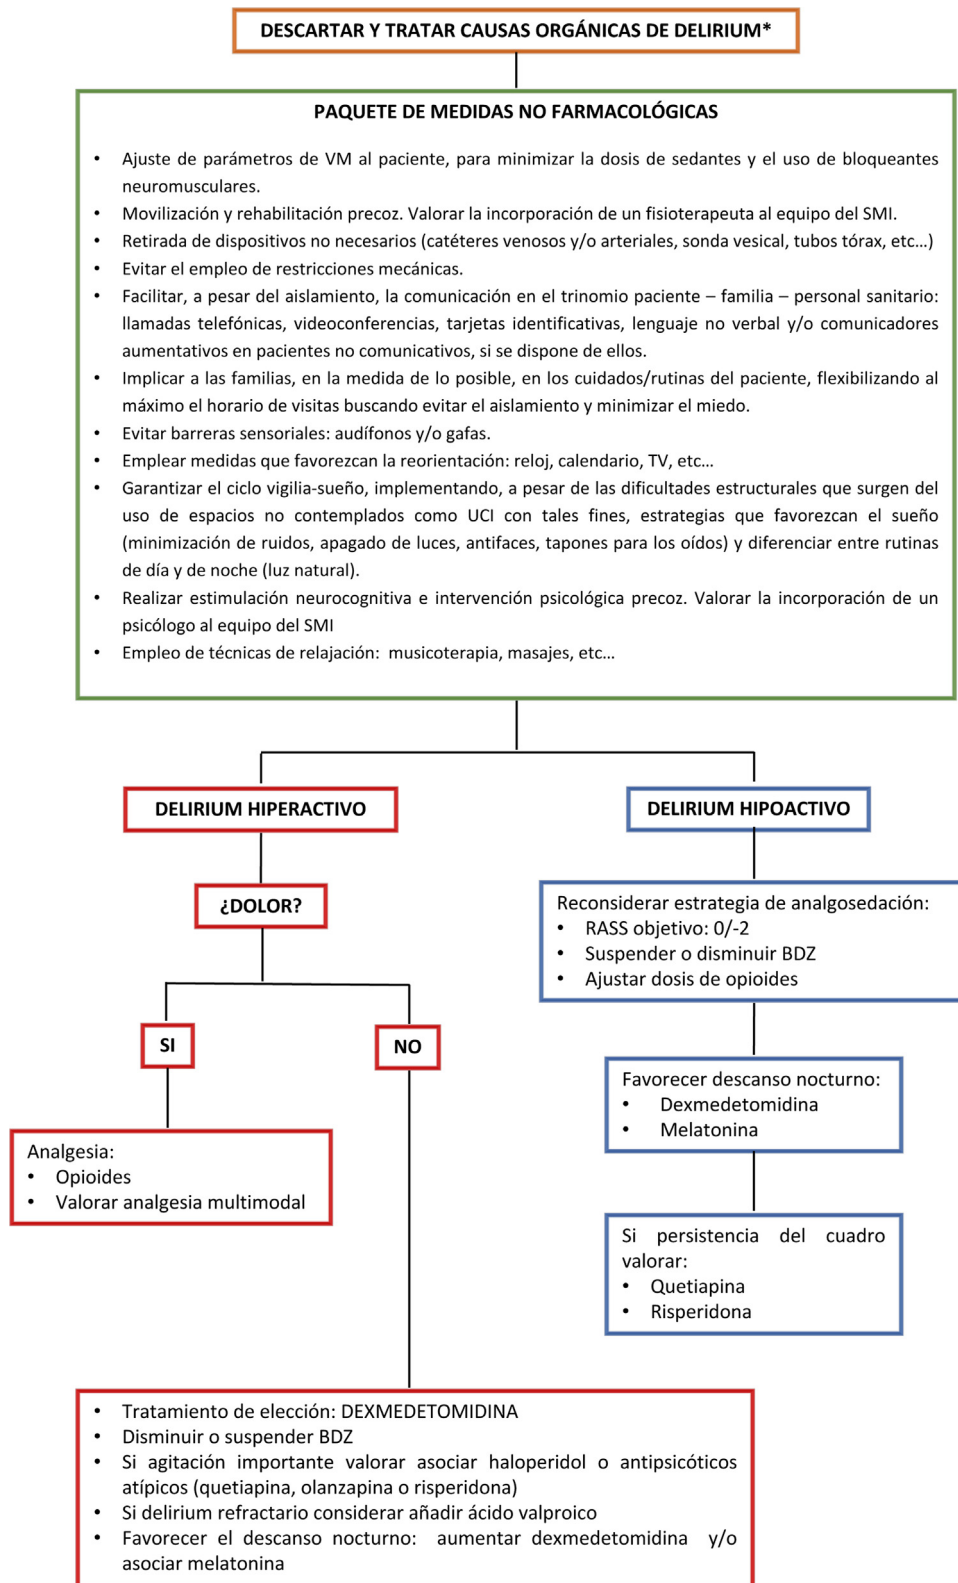 DESCARTAR Y TRATAR CAUSAS ORGÁNICAS DE DELIRIUM*
PAQUETE DE MEDIDAS NO FARMACOLÓGICAS
• Ajuste de parámetros de VM al paciente, para minimizar la dosis de sedantes y el uso de bloqueantes
neuromusculares.
• Movilización y rehabilitación precoz. Valorar la incorporación de un fisioterapeuta al equipo del SMI.
• Retirada de dispositivos no necesarios (catéteres venosos y/o arteriales, sonda vesical, tubos tórax, etc…)
• Evitar el empleo de restricciones mecánicas.
• Facilitar, a pesar del aislamiento, la comunicación en el trinomio paciente – familia – personal sanitario:
llamadas telefónicas, videoconferencias, tarjetas identificativas, lenguaje no verbal y/o comunicadores
aumentativos en pacientes no comunicativos, si se dispone de ellos.
• Implicar a las familias, en la medida de lo posible, en los cuidados/rutinas del paciente, flexibilizando al
máximo el horario de visitas buscando evitar el aislamiento y minimizar el miedo.
• Evitar barreras sensoriales: audífonos y/o gafas.
• Emplear medidas que favorezcan la reorientación: reloj, calendario, TV, etc…
• Garantizar el ciclo vigilia-sueño, implementando, a pesar de las dificultades estructurales que surgen del
uso de espacios no contemplados como UCI con tales fines, estrategias que favorezcan el sueño
(minimización de ruidos, apagado de luces, antifaces, tapones para los oídos) y diferenciar entre rutinas
de día y de noche (luz natural).
• Realizar estimulación neurocognitiva e intervención psicológica precoz. Valorar la incorporación de un
psicólogo al equipo del SMI
• Empleo de técnicas de relajación: musicoterapia, masajes, etc…
DELIRIUM HIPERACTIVO
¿DOLOR?
SI
NO
Analgesia:
• Opioides
• Valorar analgesia multimodal
• Tratamiento de elección: DEXMEDETOMIDINA
• Disminuir o suspender BDZ
• Si agitación importante valorar asociar haloperidol o antipsicóticos
atípicos (quetiapina, olanzapina o risperidona)
• Si delirium refractario considerar añadir ácido valproico
• Favorecer el descanso nocturno: aumentar dexmedetomidina y/o
asociar melatonina
DELIRIUM HIPOACTIVO
Reconsiderar estrategia de analgosedación:
• RASS objetivo: 0/-2
• Suspender o disminuir BDZ
• Ajustar dosis de opioides
Favorecer descanso nocturno:
• Dexmedetomidina
• Melatonina
Si persistencia del cuadro
valorar:
• Quetiapina
• Risperidona